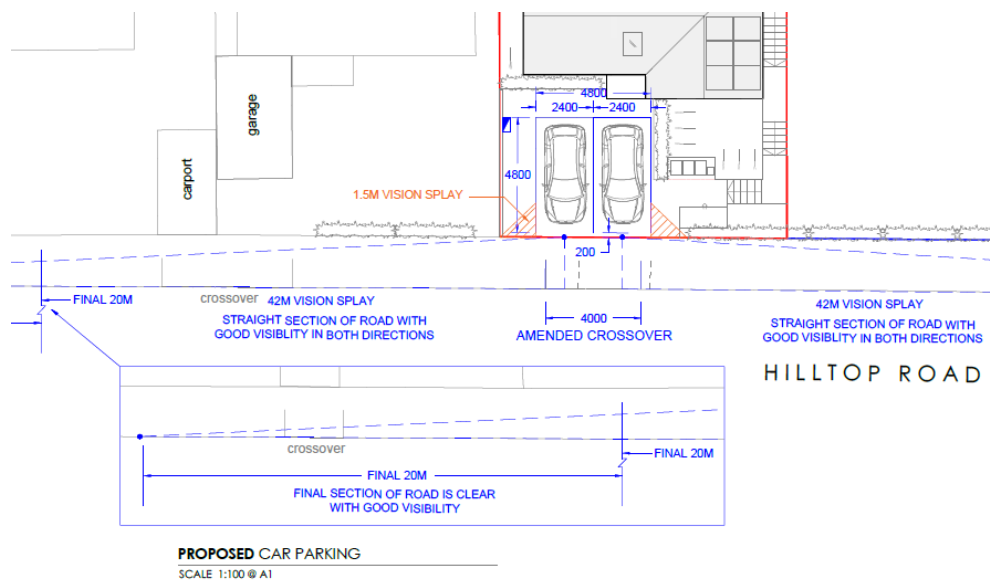 4800
2400
2400
garage
4800
carport
1.5M VISION SPLAY
200
FINAL 20M
crossover
42M VISION SPLAY
STRAIGHT SECTION OF ROAD WITH
GOOD VISIBLITY IN BOTH DIRECTIONS
4000
AMENDED CROSSOVER
42M VISION SPLAY
STRAIGHT SECTION OF ROAD WITH
GOOD VISIBLITY IN BOTH DIRECTIONS
HILLTOP ROAD
crossover
FINAL 20M
FINAL 20M
FINAL SECTION OF ROAD IS CLEAR
WITH GOOD VISIBILITY
PROPOSED CAR PARKING
SCALE 1:100 @ A1